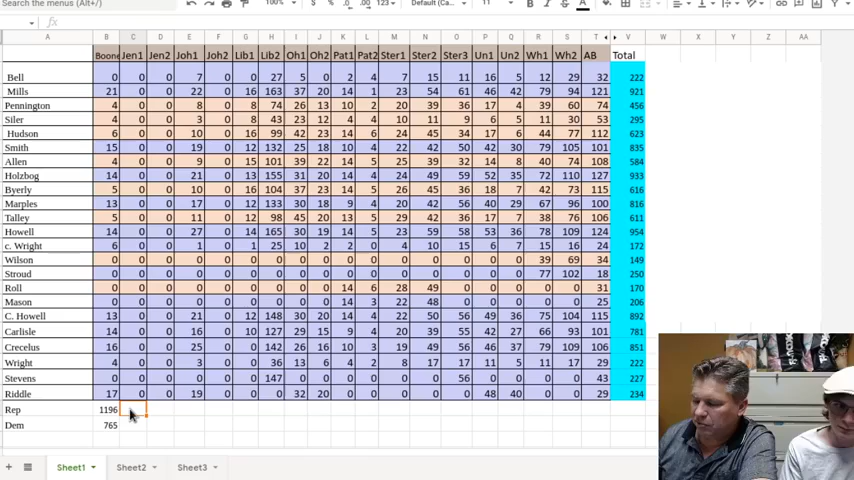 Search the menus (Alt+/)
100% $ % .0 .00 123 Default (Ca... 11
fx
A B C D E F G H I J K L M N O P Q R S T V W X Y Z AA
Boone Jen1 Jen2 Joh1 Joh2 Lib1 Lib2 Oh1 Oh2 Pat1 Pat2 Ster1 Ster2 Ster3 Un1 Un2 Wh1 Wh2 AB Total
Bell 0 0 0 7 0 0 27 5 0 2 4 7 15 11 16 5 12 29 32 222
Mills 21 0 0 22 0 16 163 37 20 14 1 23 54 61 46 42 79 94 121 921
Pennington 4 0 0 8 0 8 74 26 13 10 2 20 39 36 17 4 39 60 74 456
Siler 4 0 0 3 0 8 43 23 12 4 4 10 11 9 6 5 11 30 53 295
Hudson 6 0 0 10 0 16 99 42 23 14 6 24 45 34 17 6 44 77 112 623
Smith 15 0 0 19 0 12 132 25 18 10 4 22 42 50 42 30 79 105 101 835
Allen 4 0 0 9 0 15 101 39 22 14 5 25 39 32 14 8 40 74 108 584
Holzbog 14 0 0 21 0 13 155 31 20 14 4 24 49 59 52 35 72 110 127 933
Byerly 5 0 0 10 0 16 104 37 23 14 5 26 45 36 18 7 42 73 115 616
Marples 13 0 0 17 0 12 133 30 18 9 4 20 42 56 40 29 67 96 100 816
Talley 5 0 0 11 0 12 98 45 20 13 5 29 42 36 17 6 38 76 106 611
Howell 14 0 0 27 0 14 165 30 19 14 4 23 59 58 53 36 78 109 124 954
c. Wright 6 0 0 1 0 1 25 10 2 2 0 4 10 15 6 7 15 16 24 172
Wilson 0 0 0 0 0 0 0 0 0 0 0 0 0 0 0 0 39 69 34 149
Stroud 0 0 0 0 0 0 0 0 0 0 0 0 0 0 0 0 77 102 18 250
Roll 0 0 0 0 0 0 0 0 0 14 6 28 49 0 0 0 0 0 31 170
Mason 0 0 0 0 0 0 0 0 0 14 3 22 48 0 0 0 0 0 25 206
C. Howell 13 0 0 21 0 12 148 30 20 14 4 22 50 56 49 36 75 104 115 892
Carlisle 14 0 0 16 0 10 127 29 15 9 4 20 39 55 42 27 66 93 101 781
Crecelus 16 0 0 25 0 0 142 26 16 10 3 19 49 56 46 37 79 109 106 851
Wright 4 0 0 3 0 0 36 13 6 4 2 8 17 17 11 5 11 17 29 222
Stevens 0 0 0 0 0 0 147 0 0 0 0 0 0 56 0 0 0 0 43 227
Riddle 17 0 0 19 0 0 0 32 20 0 0 0 0 0 48 40 0 0 29 234
Rep 1196
Dem 765
Sheet1 Sheet2 Sheet3